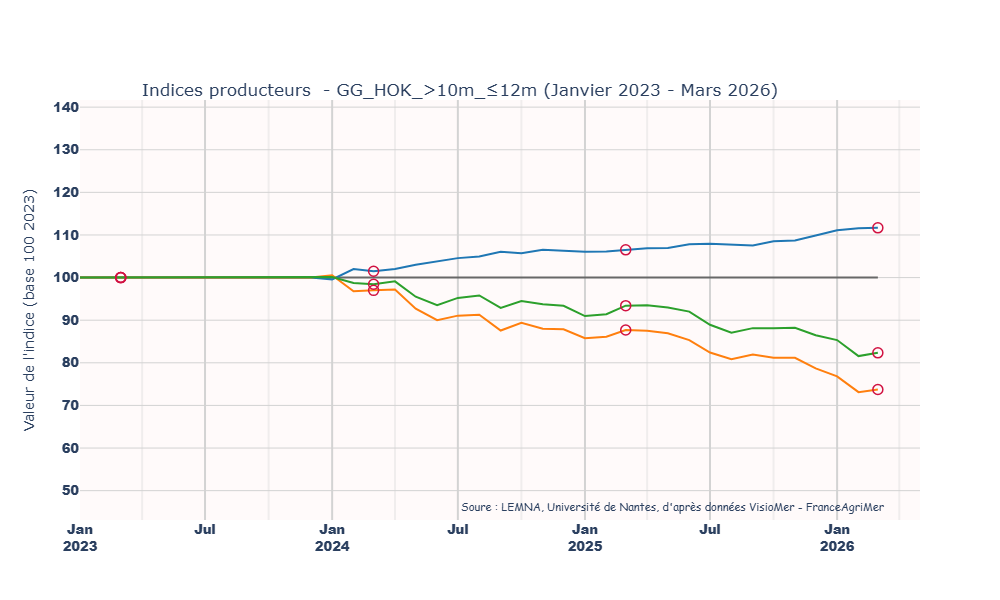 Indices producteurs  - GG_HOK_>10m_≤12m (Janvier 2023 - Mars 2026)
Valeur de l'indice (base 100 2023)
140
130
120
110
100
90
80
70
60
50
Soure : LEMNA, Université de Nantes, d'après données VisioMer - FranceAgriMer
Jan Jul Jan Jul Jan Jul Jan
2023 2024 2025 2026